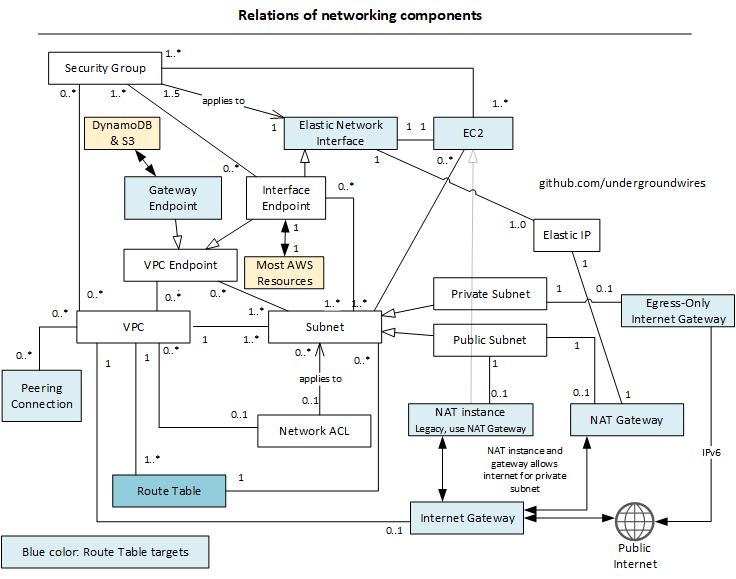 Relations of networking components
1..*
Security Group
0..*
1..*
1..5
applies to
1..*
DynamoDB
& S3
1
Elastic Network
Interface
1
1
EC2
1
0..*
0..*
Gateway
Endpoint
Interface
Endpoint
0..*
github.com/undergroundwires
1
1..0
Elastic IP
VPC Endpoint
1
Most AWS
Resources
1
Private Subnet
1
0..1
Egress-Only
Internet Gateway
0..*
0..*
0..*
1..*
1..*
VPC
Subnet
Public Subnet
0..*
0..*
1
1
0..*
1
1..*
0..*
0..*
1
1
Peering
Connection
applies to
0..1
0..1
1
0..1
0..1
Network ACL
NAT instance
Legacy, use NAT Gateway
NAT Gateway
1..*
1
NAT instance and
gateway allows
internet for private
subnet
IPv6
Route Table
0..1
Internet Gateway
Public
Internet
Blue color: Route Table targets